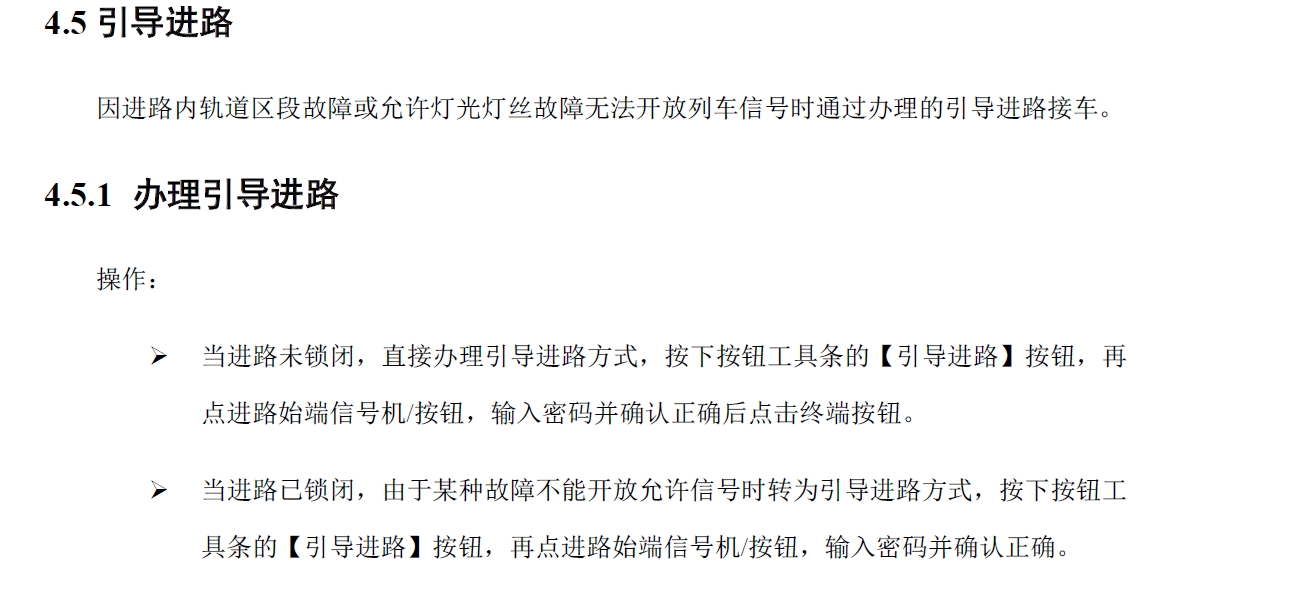 4.5 引导进路
因进路内轨道区段故障或允许灯光灯丝故障无法开放列车信号时通过办理的引导进路接车。
4.5.1 办理引导进路
操作：
➢ 当进路未锁闭，直接办理引导进路方式，按下按钮工具条的【引导进路】按钮，再
点进路始端信号机/按钮，输入密码并确认正确后点击终端按钮。
➢ 当进路已锁闭，由于某种故障不能开放允许信号时转为引导进路方式，按下按钮工
具条的【引导进路】按钮，再点进路始端信号机/按钮，输入密码并确认正确。